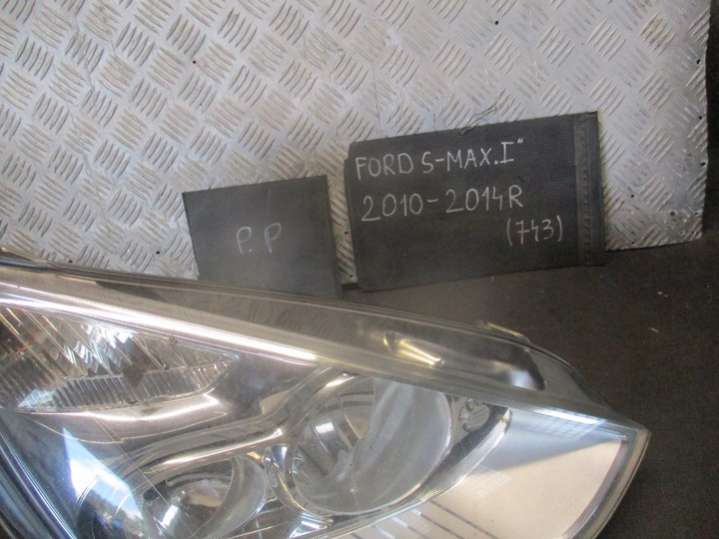 P.P
FORD S-MAX.I"
2010-2014R
(743)